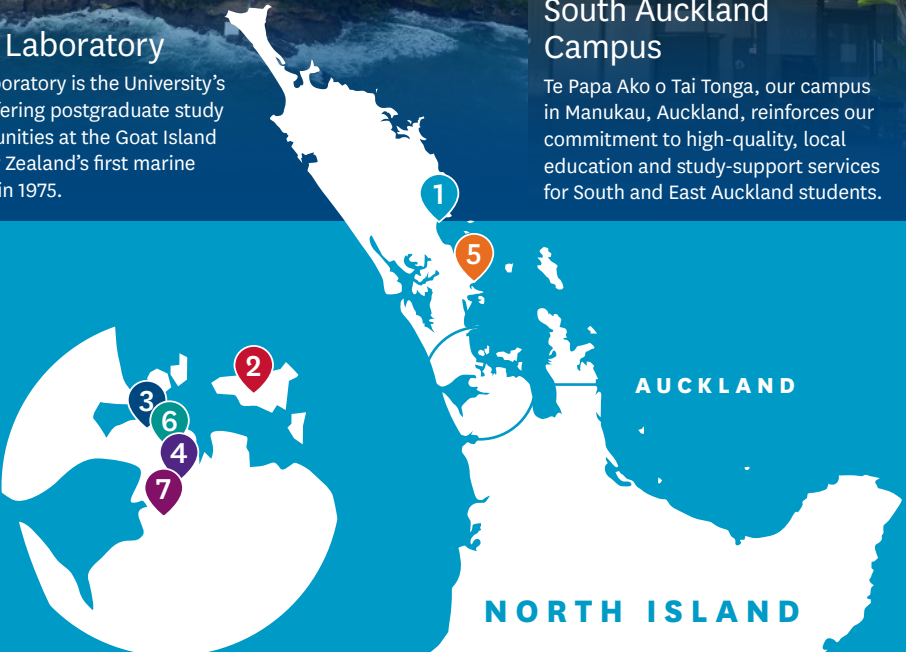 Laboratory
boratory is the University’s
fering postgraduate study
unities at the Goat Island
Zealand’s first marine
in 1975.
South Auckland
Campus
Te Papa Ako o Tai Tonga, our campus
in Manukau, Auckland, reinforces our
commitment to high-quality, local
education and study-support services
for South and East Auckland students.
1
5
2
3
6
4
7
AUCKLAND
NORTH ISLAND